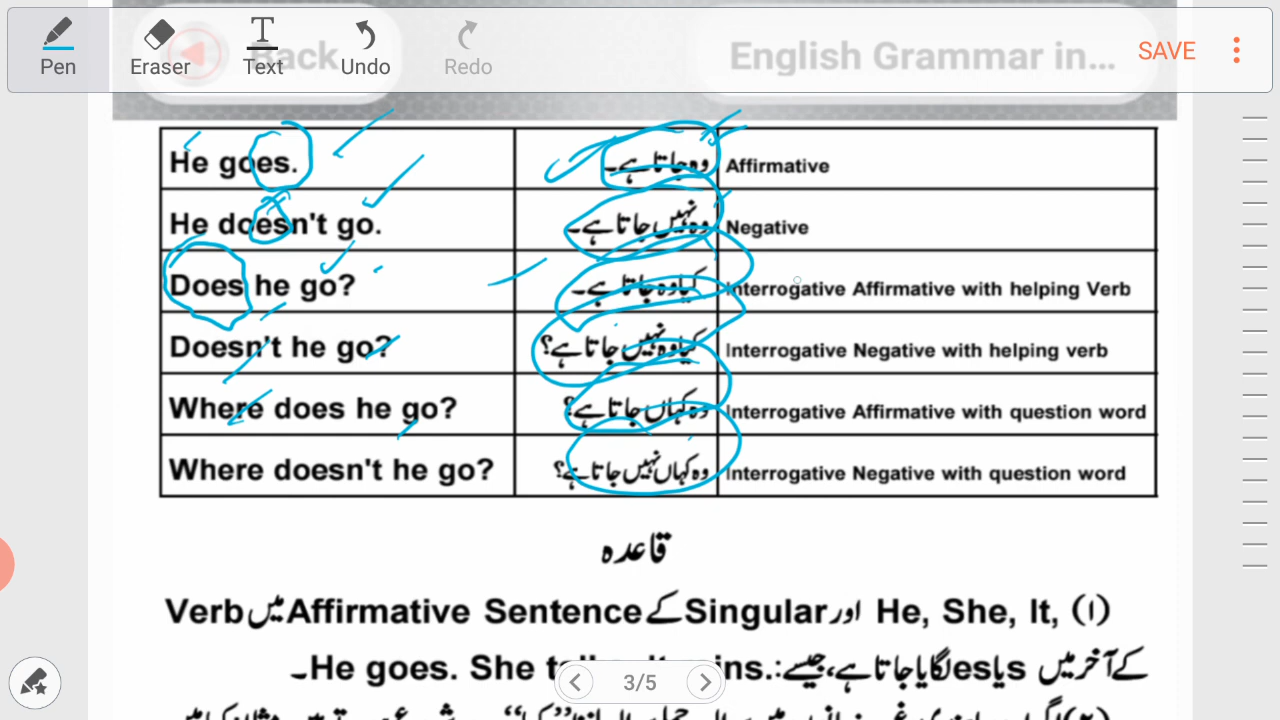 Pen Eraser Text Undo Redo SAVE
Back English Grammar in...
He goes. وہ جاتا ہے۔ Affirmative
He doesn't go. وہ نہیں جاتا ہے۔ Negative
Does he go? کیا وہ جاتا ہے۔ Interrogative Affirmative with helping Verb
Doesn't he go? کیا وہ نہیں جاتا ہے؟ Interrogative Negative with helping verb
Where does he go? وہ کہاں جاتا ہے؟ Interrogative Affirmative with question word
Where doesn't he go? وہ کہاں نہیں جاتا ہے؟ Interrogative Negative with question word
قاعدہ
(۱) He, She, It, اور Singular کے Affirmative Sentence میں Verb
کے آخر میں s یا es لگایا جاتا ہے، جیسے: He goes. She
3/5